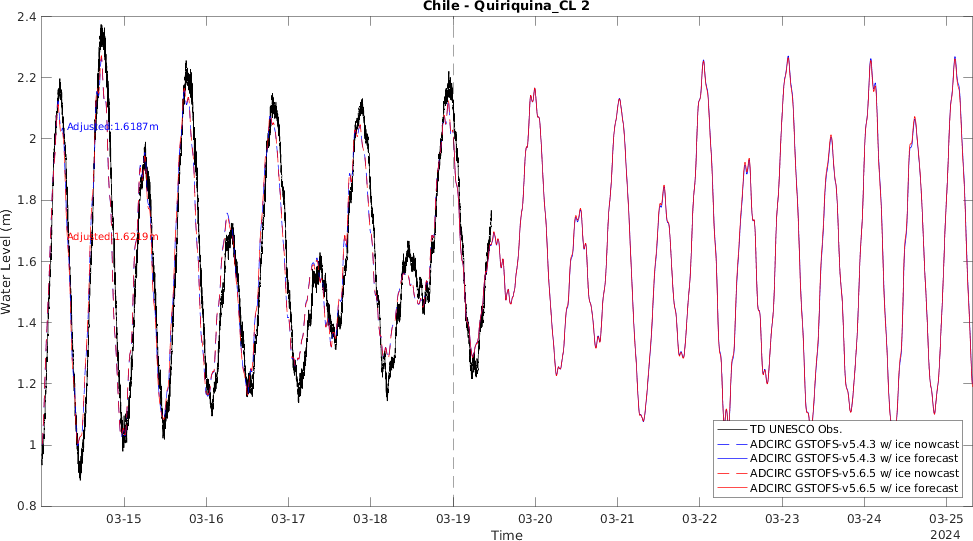 Chile - Quiriquina_CL 2
2.4
2.2
2
1.8
1.6
1.4
1.2
1
0.8
Water Level (m)
Adjusted:1.6187m
Adjusted:1.6219m
TD UNESCO Obs.
ADCIRC GSTOFS-v5.4.3 w/ ice nowcast
ADCIRC GSTOFS-v5.4.3 w/ ice forecast
ADCIRC GSTOFS-v5.6.5 w/ ice nowcast
ADCIRC GSTOFS-v5.6.5 w/ ice forecast
03-15 03-16 03-17 03-18 03-19 03-20 03-21 03-22 03-23 03-24 03-25
Time 2024